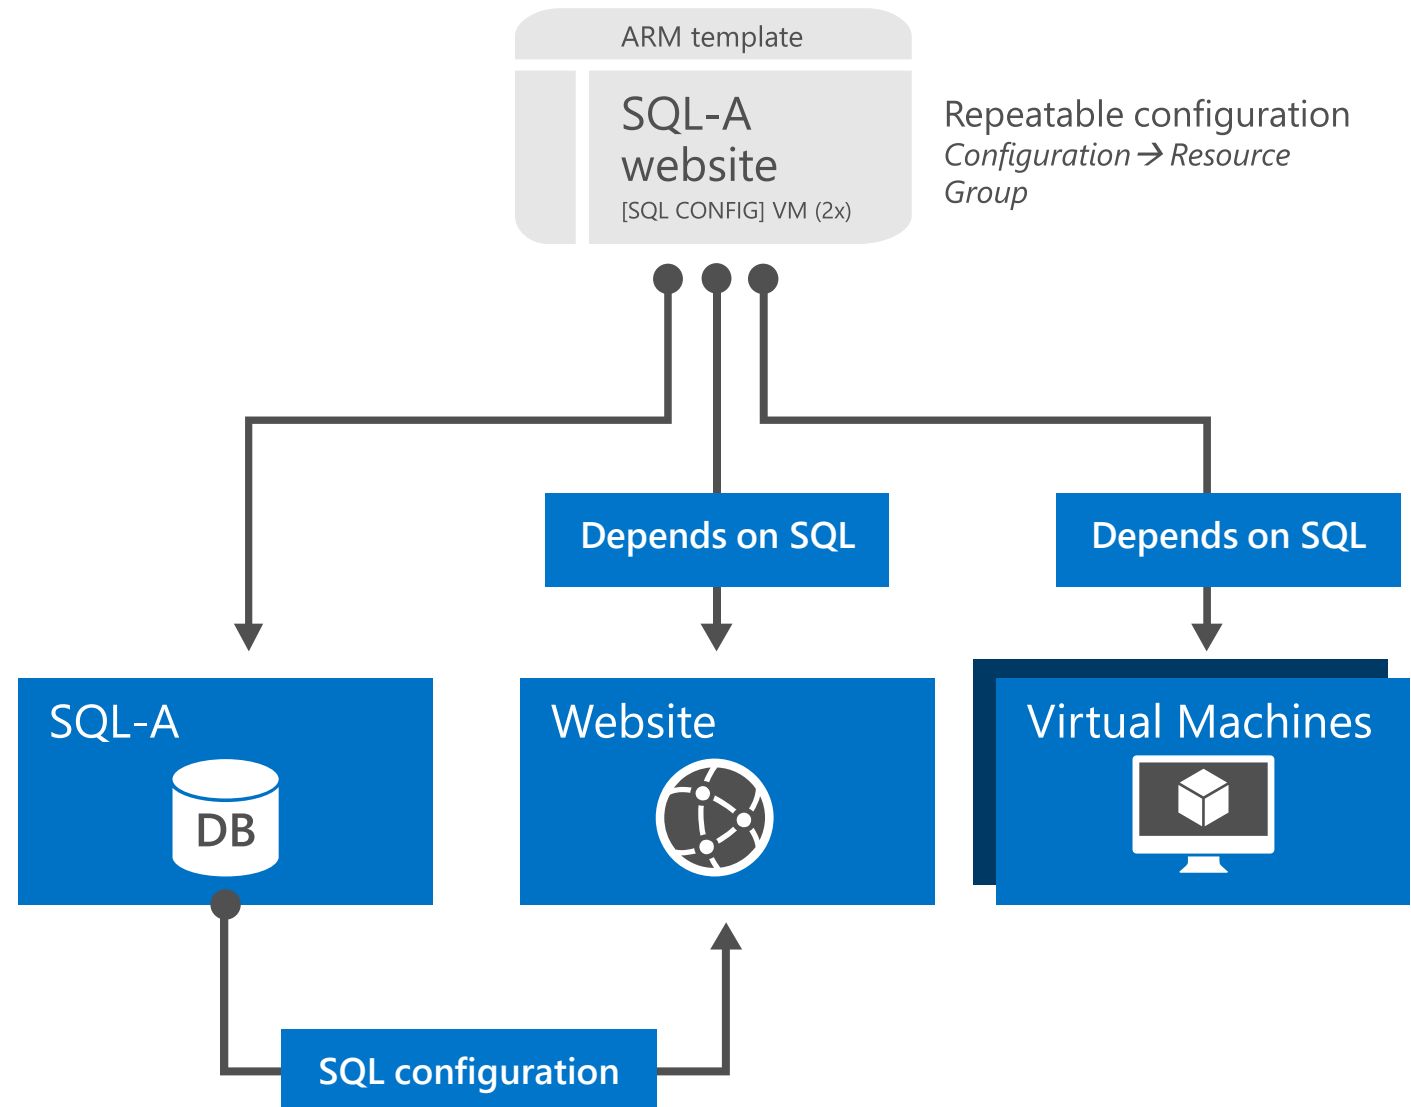 ARM template
SQL-A
website
[SQL CONFIG] VM (2x)
Repeatable configuration
Configuration → Resource
Group
Depends on SQL
Depends on SQL
SQL-A
DB
Website
Virtual Machines
SQL configuration